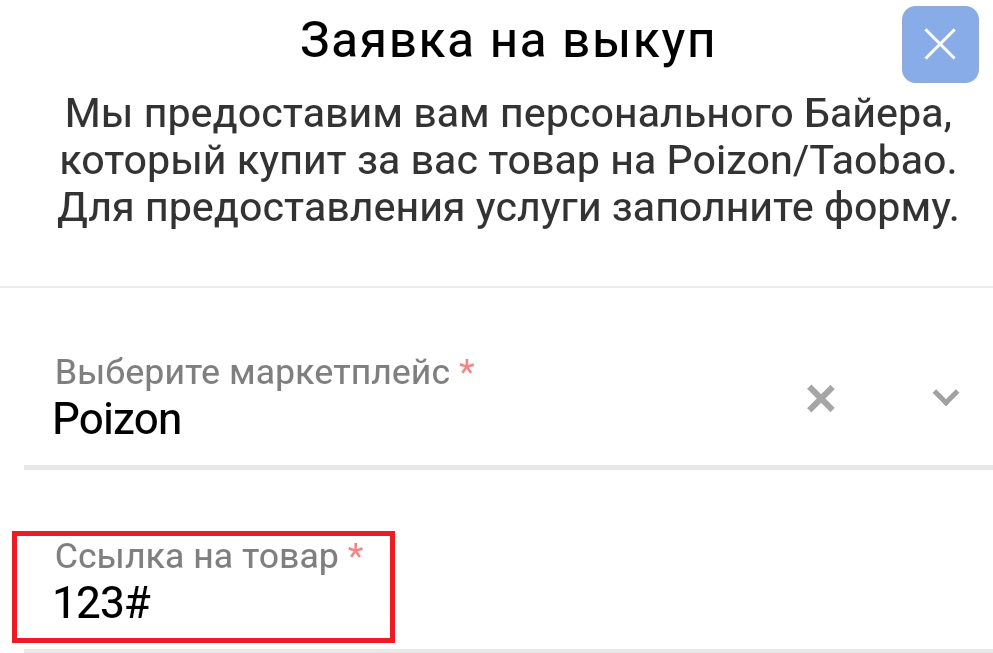 Заявка на выкуп
Мы предоставим вам персонального Байера,
который купит за вас товар на Poizon/Taobao.
Для предоставления услуги заполните форму.
Выберите маркетплейс *
Poizon
Ссылка на товар *
123#